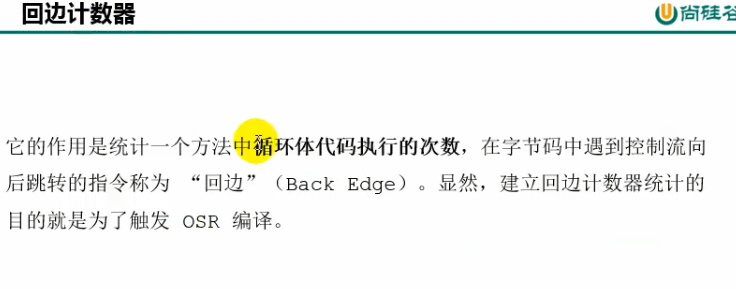 回边计数器
尚硅谷
它的作用是统计一个方法中循环体代码执行的次数，在字节码中遇到控制流向
后跳转的指令称为 “回边”（Back Edge）。显然，建立回边计数器统计的
目的就是为了触发 OSR 编译。